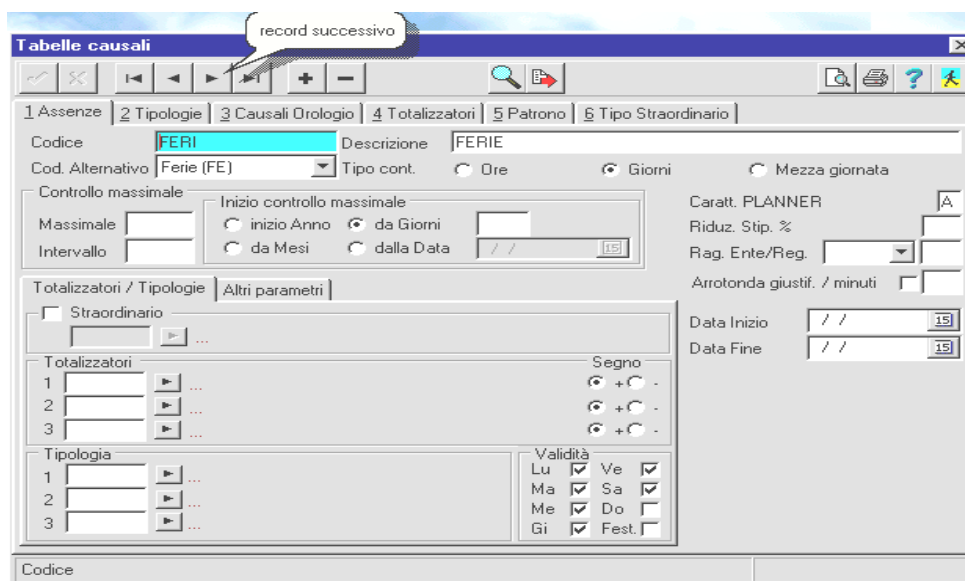 record successivo
Tabelle causali
1 Assenze 2 Tipologie 3 Causali Orologio 4 Totalizzatori 5 Patrono 6 Tipo Straordinario
Codice FERI Descrizione FERIE
Cod. Alternativo Ferie (FE) Tipo cont. Ore Giorni Mezza giornata
Controllo massimale
Inizio controllo massimale
Caratt. PLANNER A
Massimale inizio Anno da Giorni
Riduz. Stip. %
Intervallo da Mesi dalla Data / / 15
Rag. Ente/Reg.
Totalizzatori / Tipologie Altri parametri
Arrotonda giustif. / minuti
Straordinario
...
Data Inizio / / 15
Data Fine / / 15
Totalizzatori Segno
1 ... + -
2 ... + -
3 ... + -
Tipologia Validità
1 ... Lu Ve
2 ... Ma Sa
Me Do
3 ... Gi Fest.
Codice